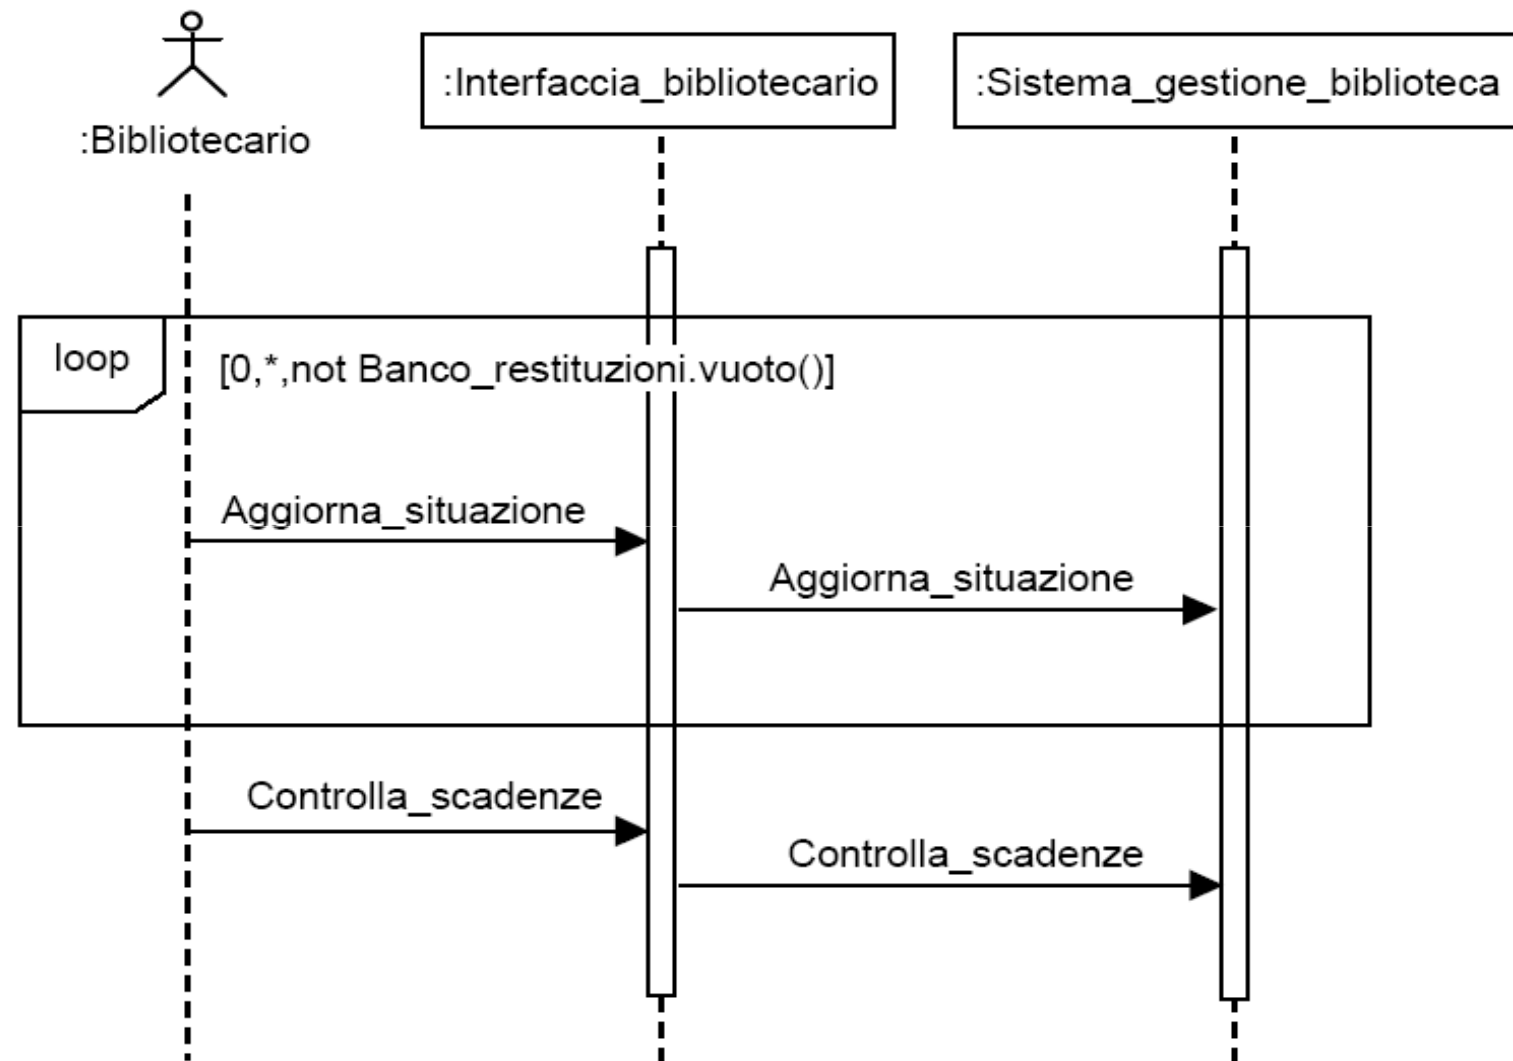 :Bibliotecario
:Interfaccia_bibliotecario
:Sistema_gestione_biblioteca
loop
[0,*,not Banco_restituzioni.vuoto()]
Aggiorna_situazione
Aggiorna_situazione
Controlla_scadenze
Controlla_scadenze